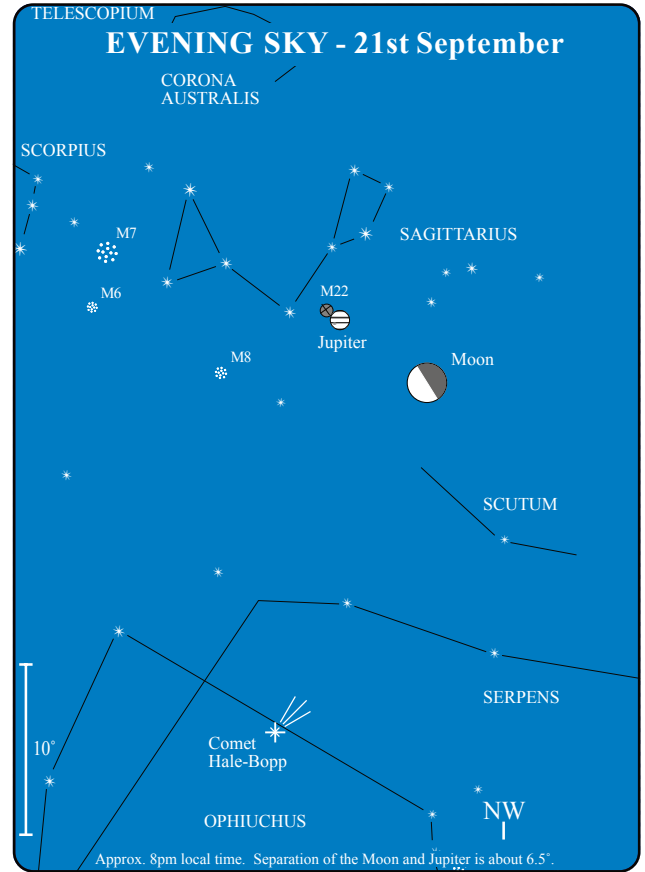 TELESCOPIUM
EVENING SKY - 21st September
CORONA
AUSTRALIS
SCORPIUS
M7
SAGITTARIUS
M6
M22
Jupiter
M8
Moon
SCUTUM
SERPENS
10°
Comet
Hale-Bopp
OPHIUCHUS
NW
Approx. 8pm local time. Separation of the Moon and Jupiter is about 6.5°.